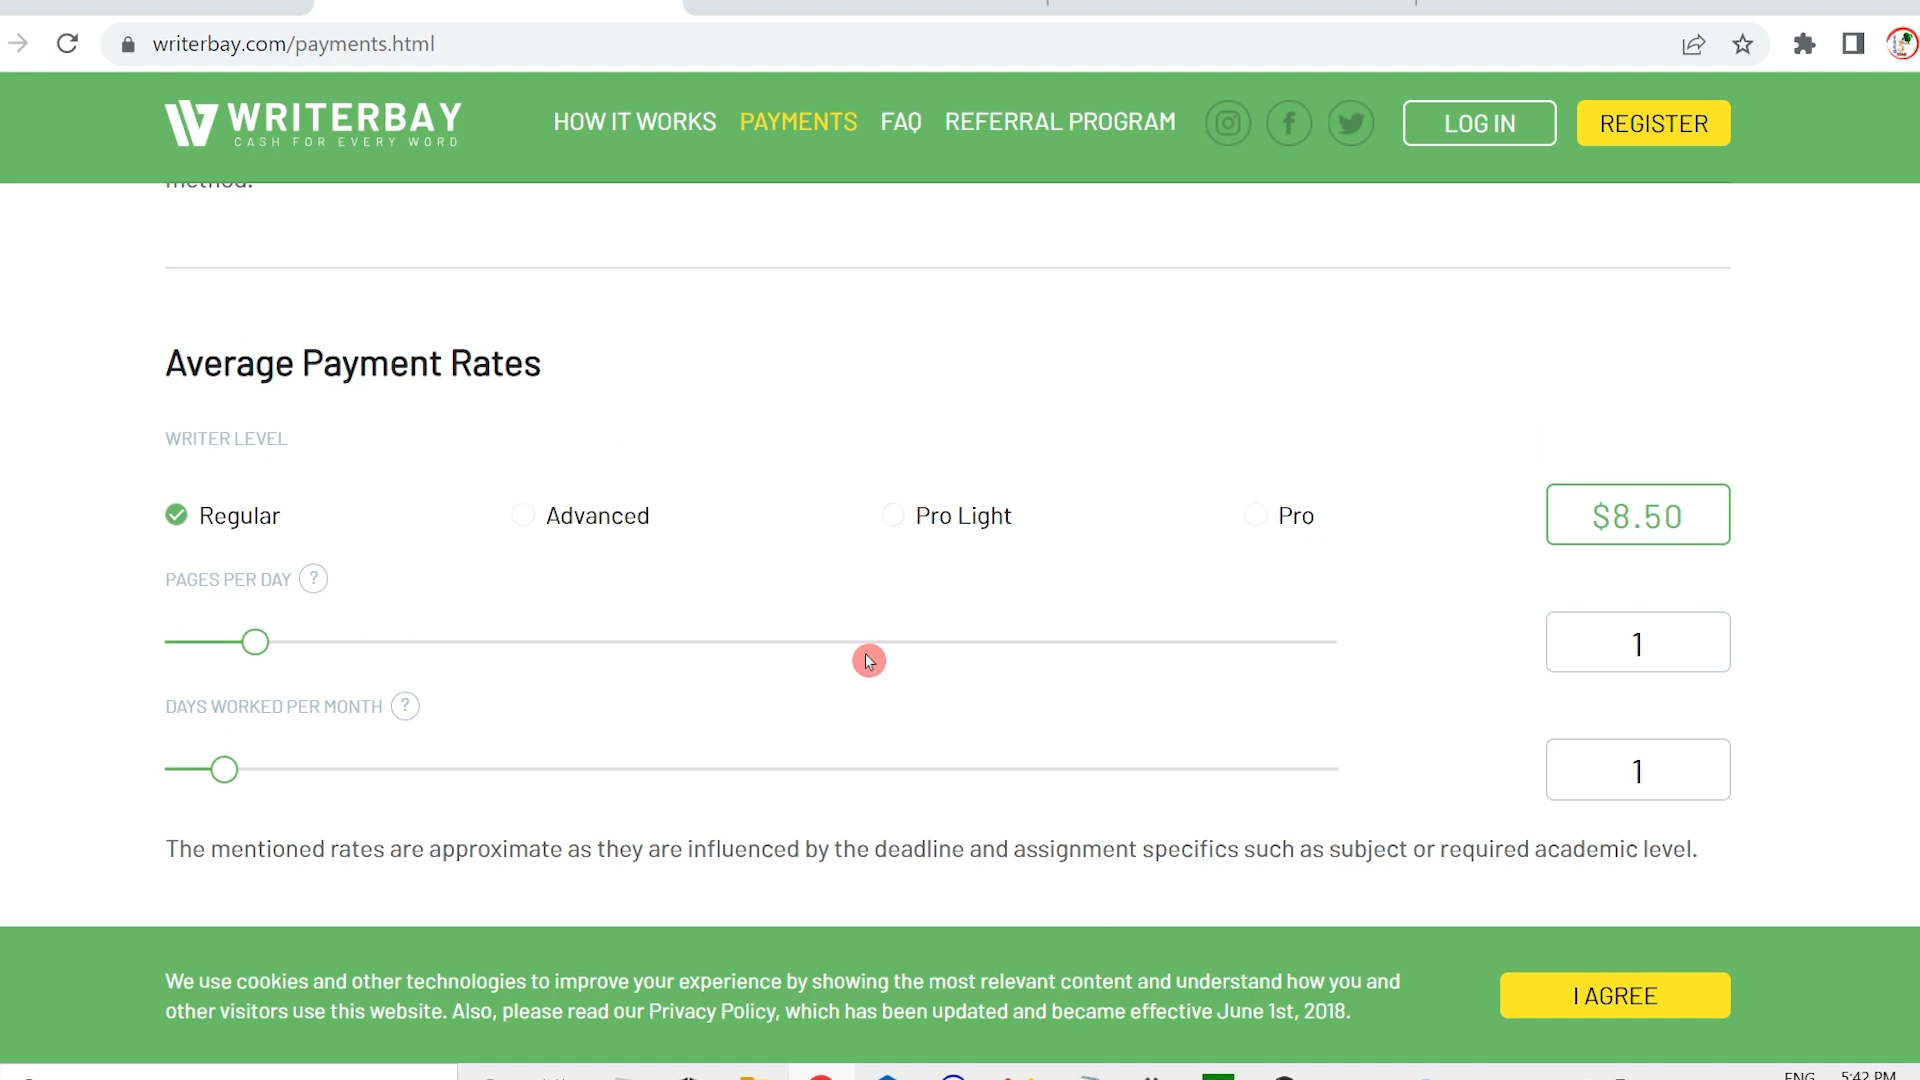 writerbay.com/payments.html
WRITERBAY
CASH FOR EVERY WORD
HOW IT WORKS PAYMENTS FAQ REFERRAL PROGRAM
LOG IN REGISTER
method.
Average Payment Rates
WRITER LEVEL
Regular Advanced Pro Light Pro $8.50
PAGES PER DAY ?
1
DAYS WORKED PER MONTH ?
1
The mentioned rates are approximate as they are influenced by the deadline and assignment specifics such as subject or required academic level.
We use cookies and other technologies to improve your experience by showing the most relevant content and understand how you and
other visitors use this website. Also, please read our Privacy Policy, which has been updated and became effective June 1st, 2018.
I AGREE
ENG 5:42 PM